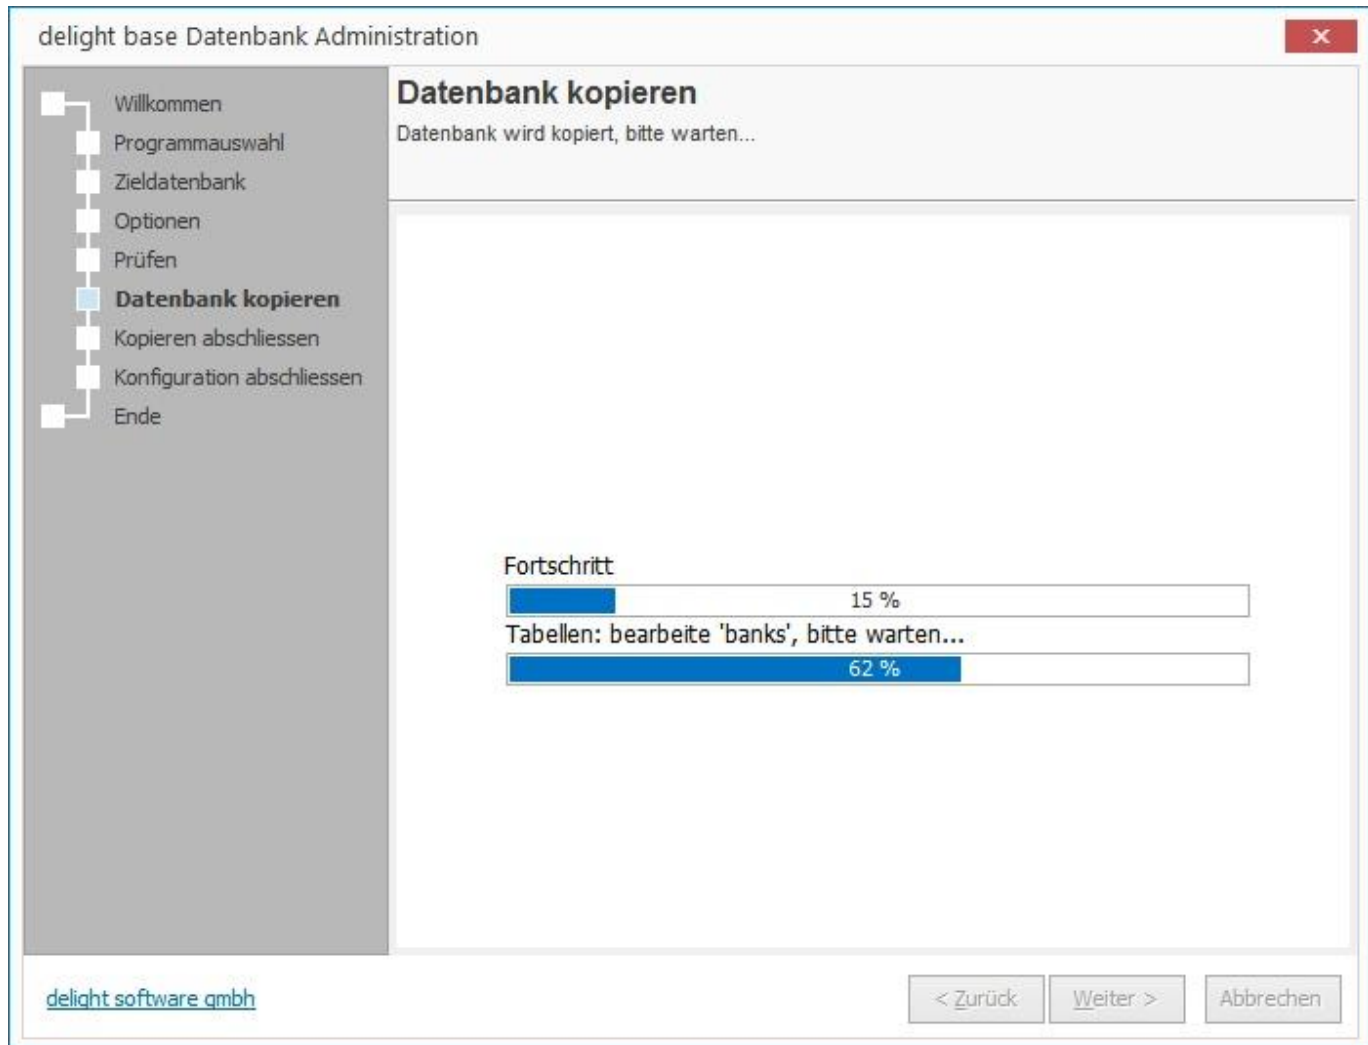 delight base Datenbank Administration
Willkommen
Programmauswahl
Zieldatenbank
Optionen
Prüfen
Datenbank kopieren
Kopieren abschliessen
Konfiguration abschliessen
Ende
Datenbank kopieren
Datenbank wird kopiert, bitte warten...
Fortschritt
15 %
Tabellen: bearbeite 'banks', bitte warten...
62 %
delight software gmbh
< Zurück
Weiter >
Abbrechen